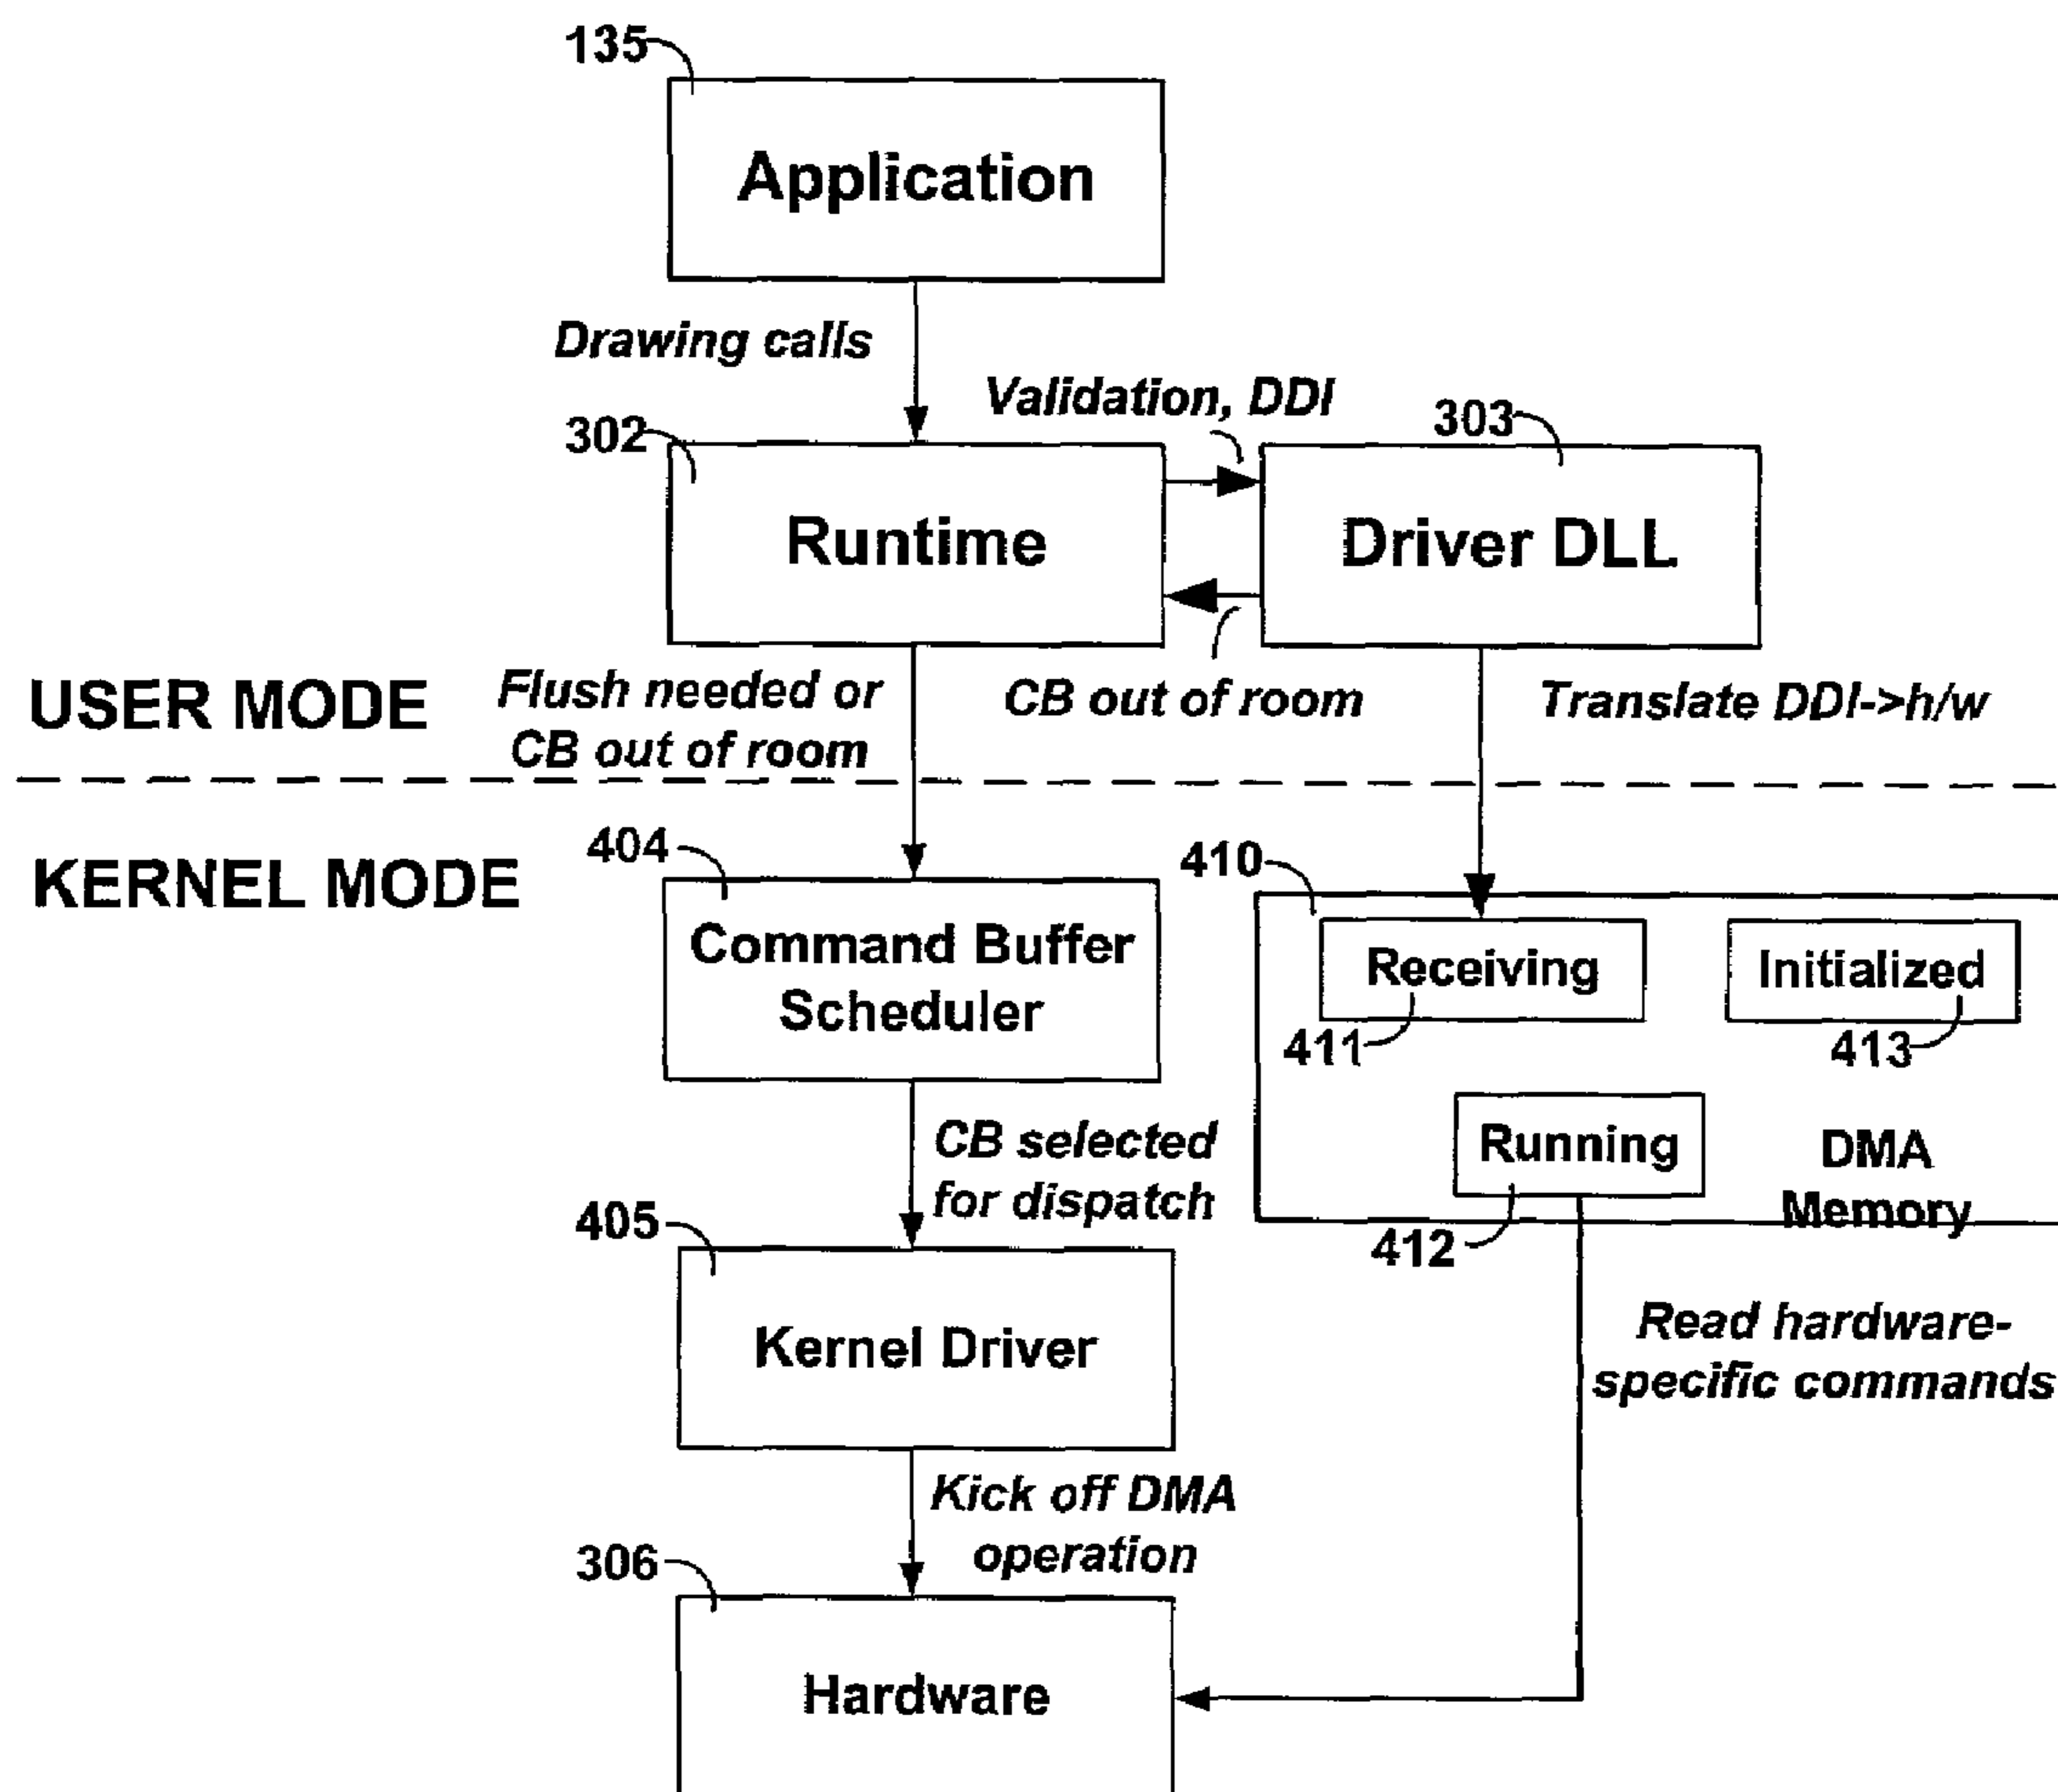 135
Application
Drawing calls
Validation, DDI
302
303
Runtime
Driver DLL
USER MODE
Flush needed or
CB out of room
CB out of room
Translate DDI->h/w
KERNEL MODE
404
410
Command Buffer
Scheduler
Receiving
Initialized
411
413
CB selected
for dispatch
Running
DMA
Memory
405
412
Kernel Driver
Read hardware-
specific commands
Kick off DMA
operation
306
Hardware